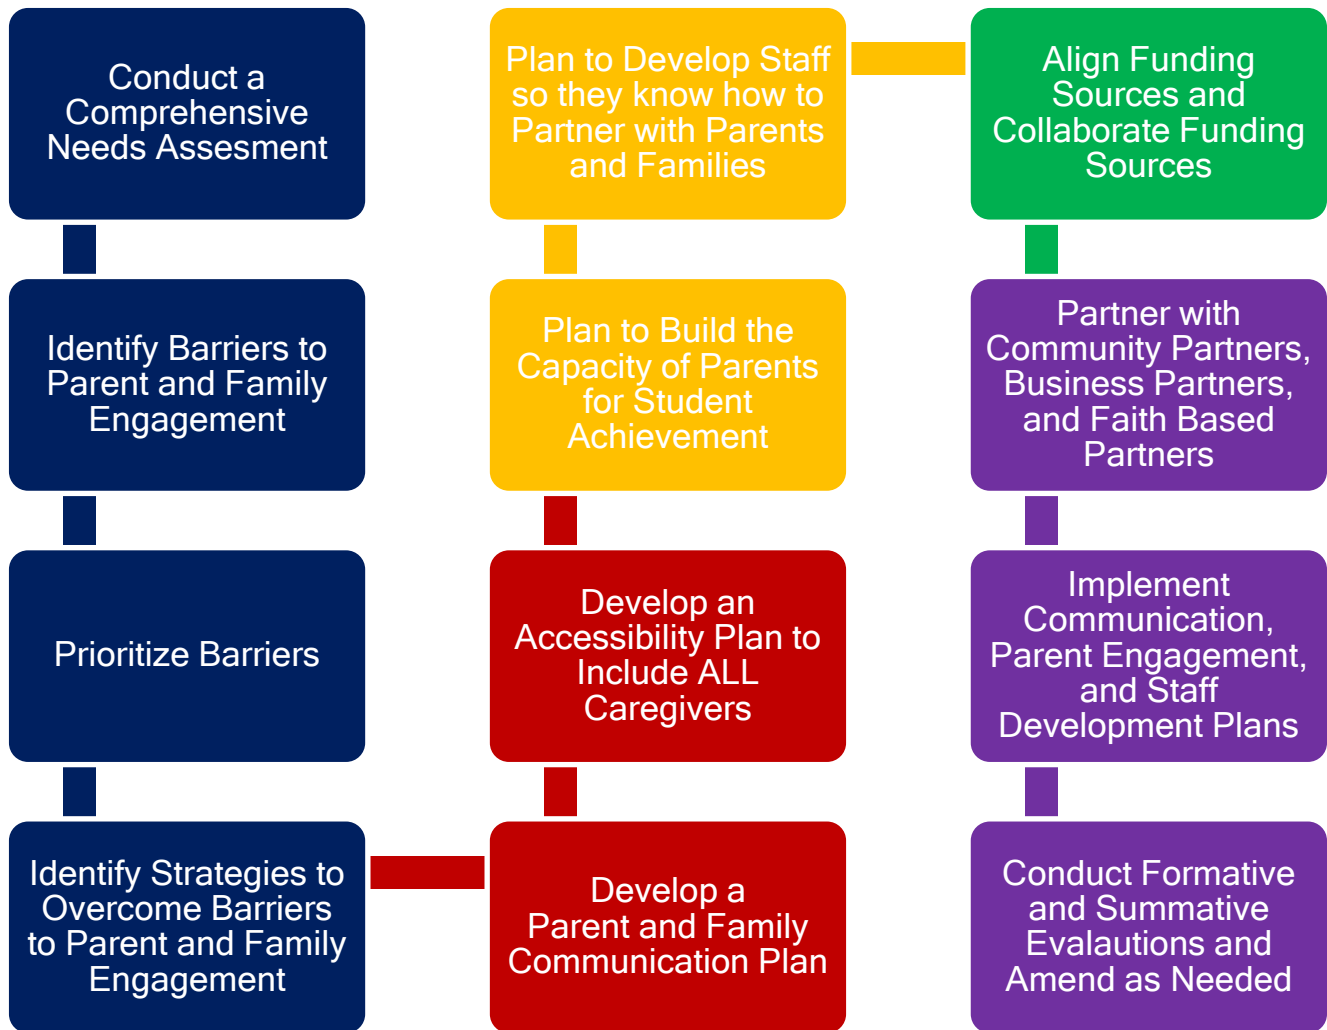 Conduct a
Comprehensive
Needs Assesment
Identify Barriers to
Parent and Family
Engagement
Prioritize Barriers
Identify Strategies to
Overcome Barriers
to Parent and Family
Engagement
Develop a
Parent and Family
Communication Plan
Develop an
Accessibility Plan to
Include ALL
Caregivers
Plan to Build the
Capacity of Parents
for Student
Achievement
Plan to Develop Staff
so they know how to
Partner with Parents
and Families
Align Funding
Sources and
Collaborate Funding
Sources
Partner with
Community Partners,
Business Partners,
and Faith Based
Partners
Implement
Communication,
Parent Engagement,
and Staff
Development Plans
Conduct Formative
and Summative
Evalautions and
Amend as Needed